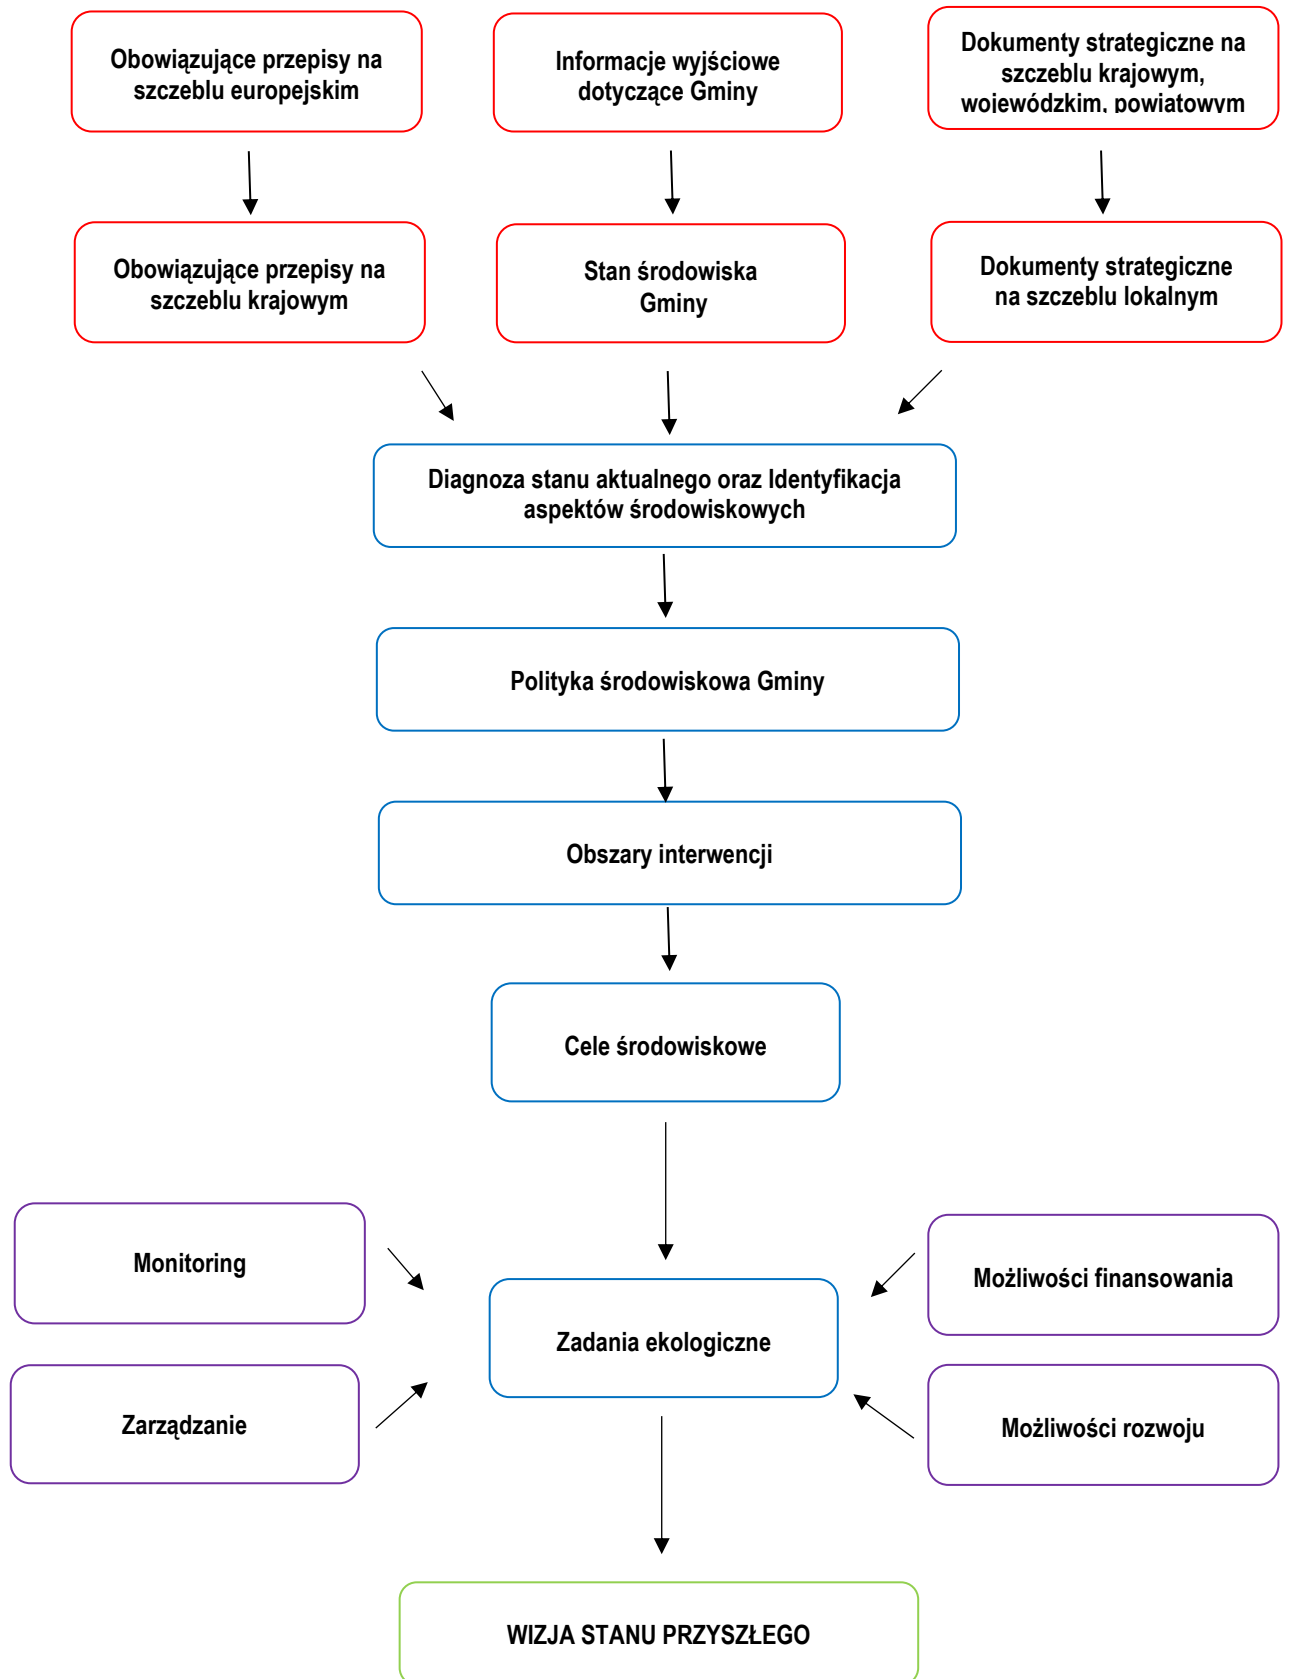 Obowiązujące przepisy na
szczeblu europejskim
Informacje wyjściowe
dotyczące Gminy
Dokumenty strategiczne na
szczeblu krajowym,
wojewódzkim, powiatowym
Obowiązujące przepisy na
szczeblu krajowym
Stan środowiska
Gminy
Dokumenty strategiczne
na szczeblu lokalnym
Diagnoza stanu aktualnego oraz Identyfikacja
aspektów środowiskowych
Polityka środowiskowa Gminy
Obszary interwencji
Cele środowiskowe
Monitoring
Możliwości finansowania
Zadania ekologiczne
Zarządzanie
Możliwości rozwoju
WIZJA STANU PRZYSZŁEGO